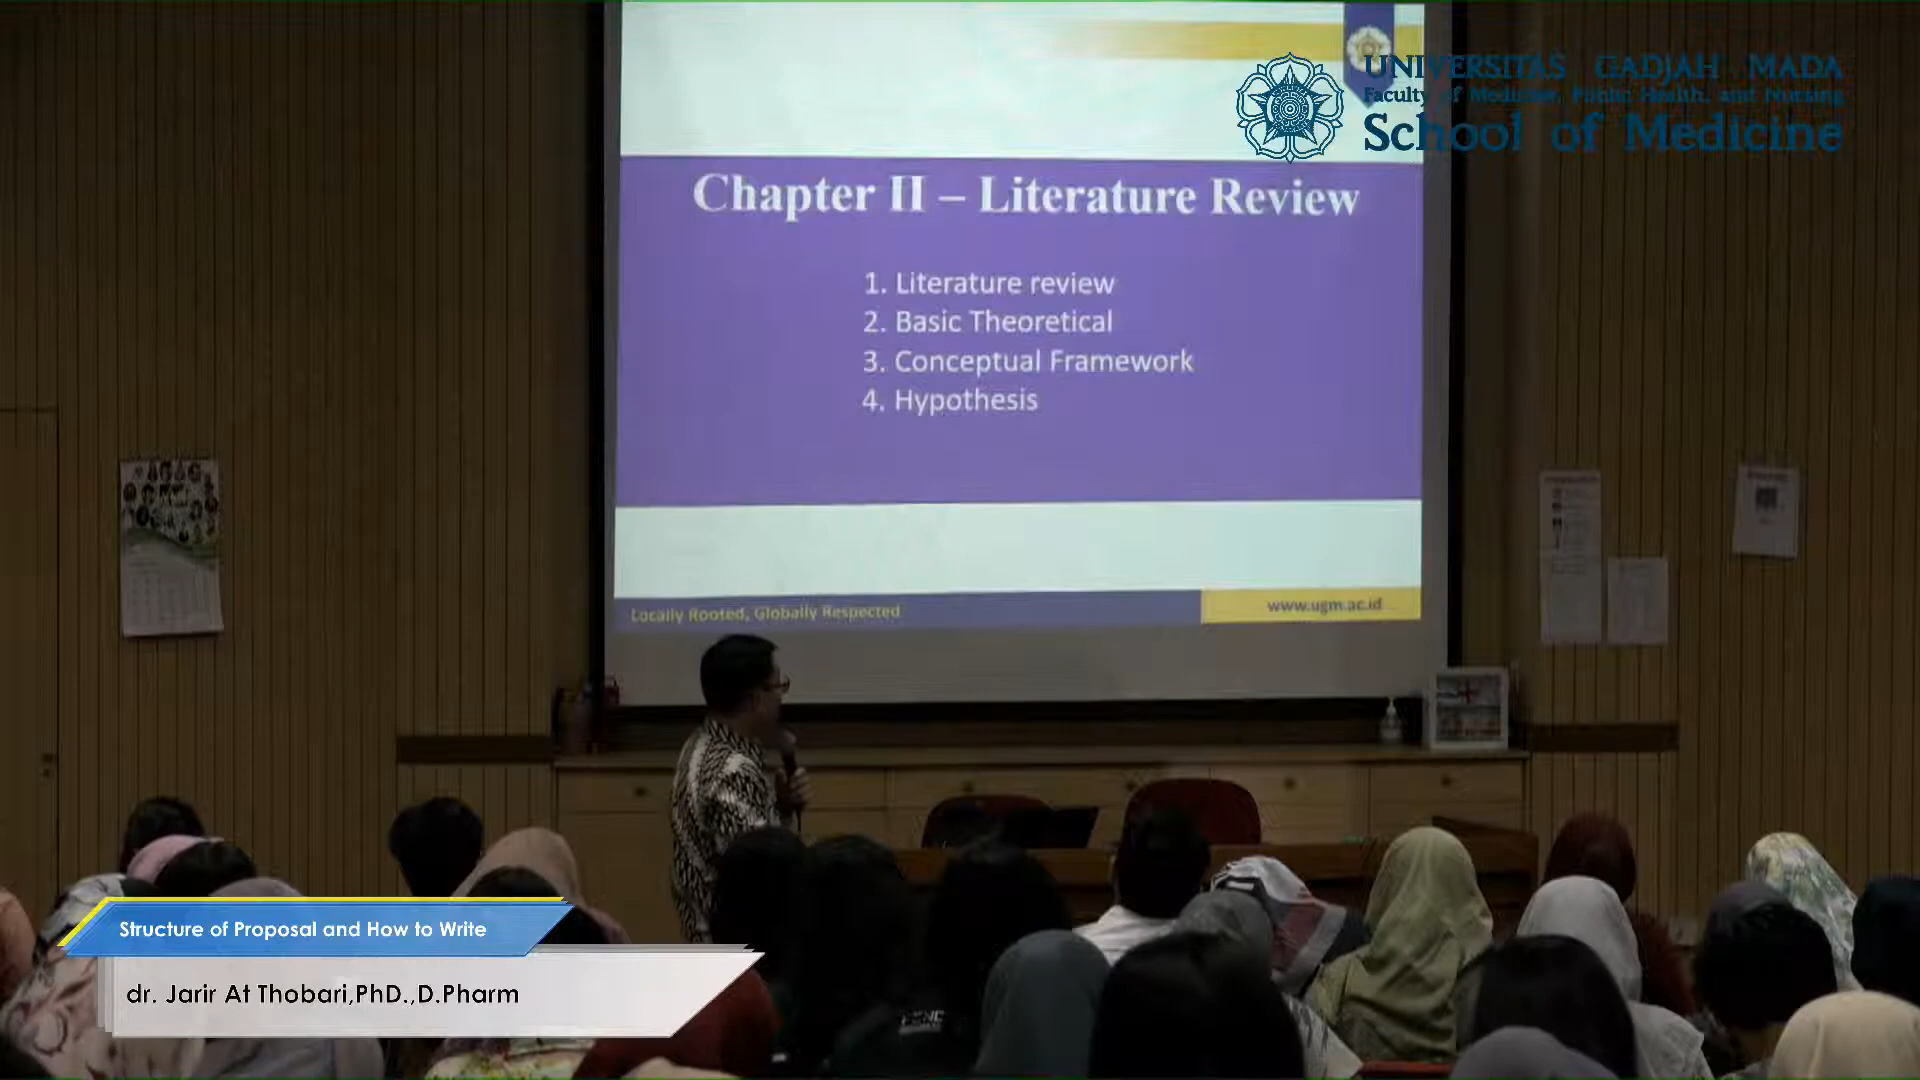 UNIVERSITAS GADJAH MADA
Faculty of Medicine, Public Health, and Nursing
School of Medicine
Chapter II – Literature Review
1. Literature review
2. Basic Theoretical
3. Conceptual Framework
4. Hypothesis
Locally Rooted, Globally Respected
www.ugm.ac.id
Structure of Proposal and How to Write
dr. Jarir At Thobari,PhD.,D.Pharm